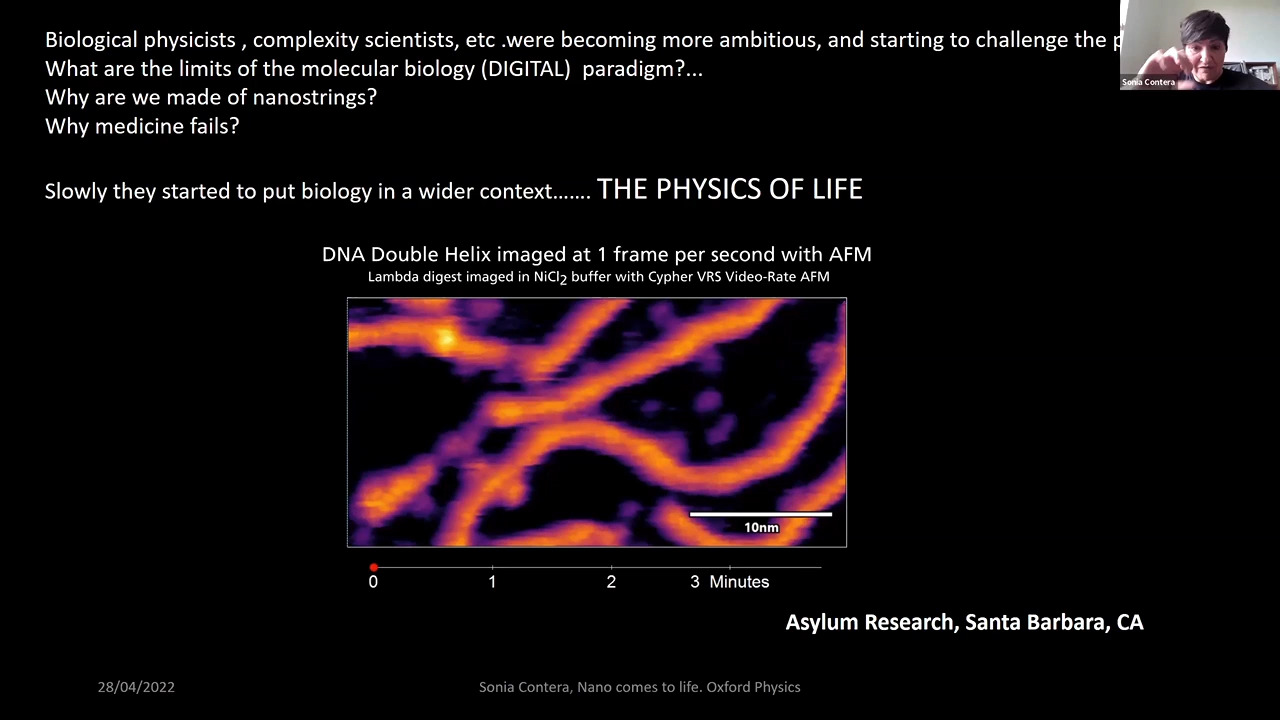 Biological physicists , complexity scientists, etc .were becoming more ambitious, and starting to challenge the
What are the limits of the molecular biology (DIGITAL) paradigm?...
Why are we made of nanostrings?
Why medicine fails?
Slowly they started to put biology in a wider context....... THE PHYSICS OF LIFE
DNA Double Helix imaged at 1 frame per second with AFM
Lambda digest imaged in NiCl2 buffer with Cypher VRS Video-Rate AFM
10nm
0 1 2 3 Minutes
Asylum Research, Santa Barbara, CA
28/04/2022 Sonia Contera, Nano comes to life. Oxford Physics
Sonia Contera